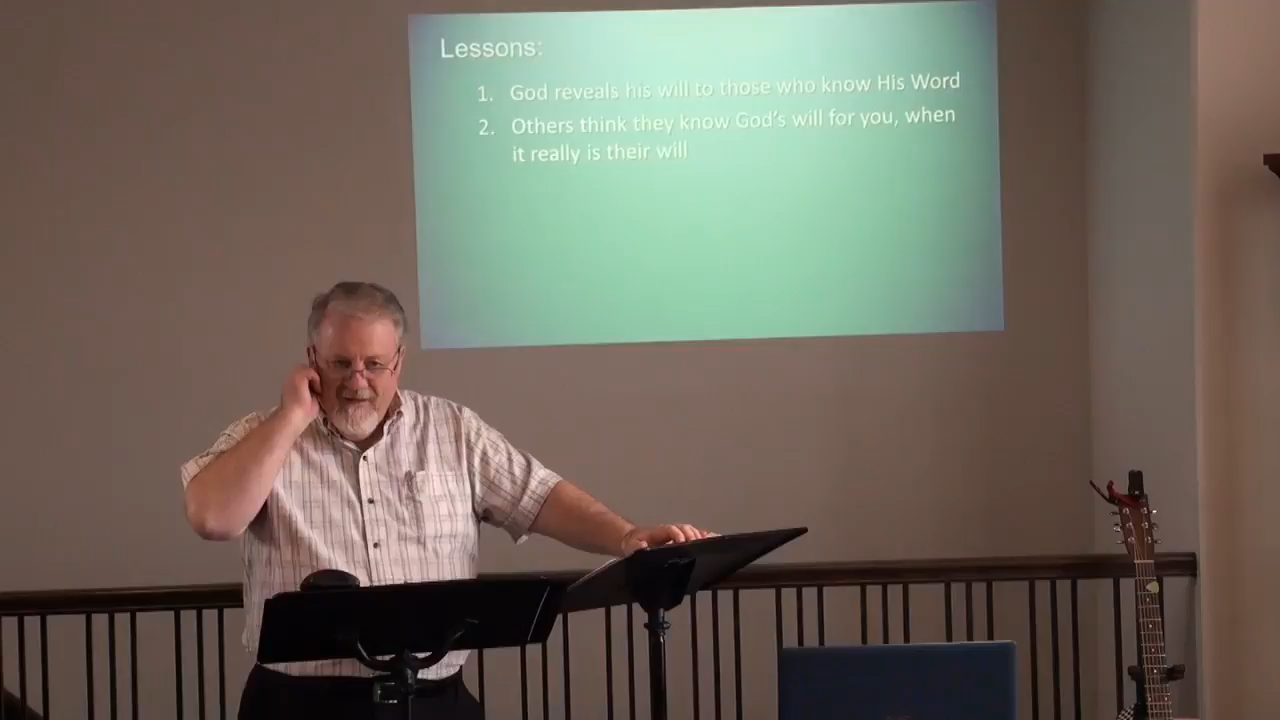 Lessons:
1. God reveals his will to those who know His Word
2. Others think they know God's will for you, when
it really is their will